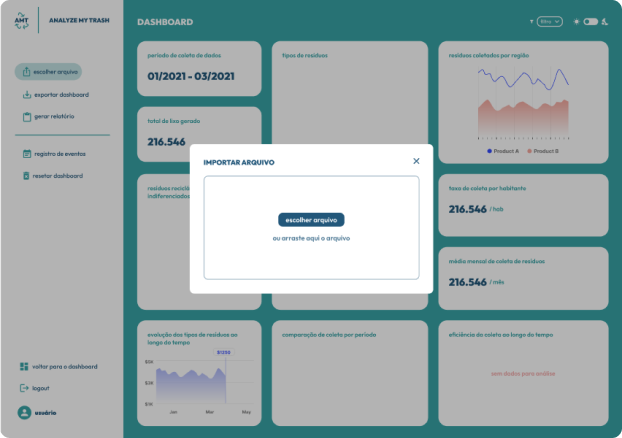 AMT
ANALYZE MY TRASH
escolher arquivo
exportar dashboard
gerar relatório
registro de eventos
resetar dashboard
voltar para o dashboard
logout
usuário
DASHBOARD
filtro
período de coleta de dados
01/2021 - 03/2021
total de lixo gerado
216.546
resíduos recicl
indiferenciados
tipos de resíduos
resíduos coletados por região
Product A
Product B
taxa de coleta por habitante
216.546 / hab
média mensal de coleta de resíduos
216.546 / mês
IMPORTAR ARQUIVO
escolher arquivo
ou arraste aqui o arquivo
evolução dos tipos de resíduos ao
longo do tempo
$1250
$5K
$3K
$1K
Jan
Mar
May
comparação de coleta por período
eficiência da coleta ao longo do tempo
sem dados para análise